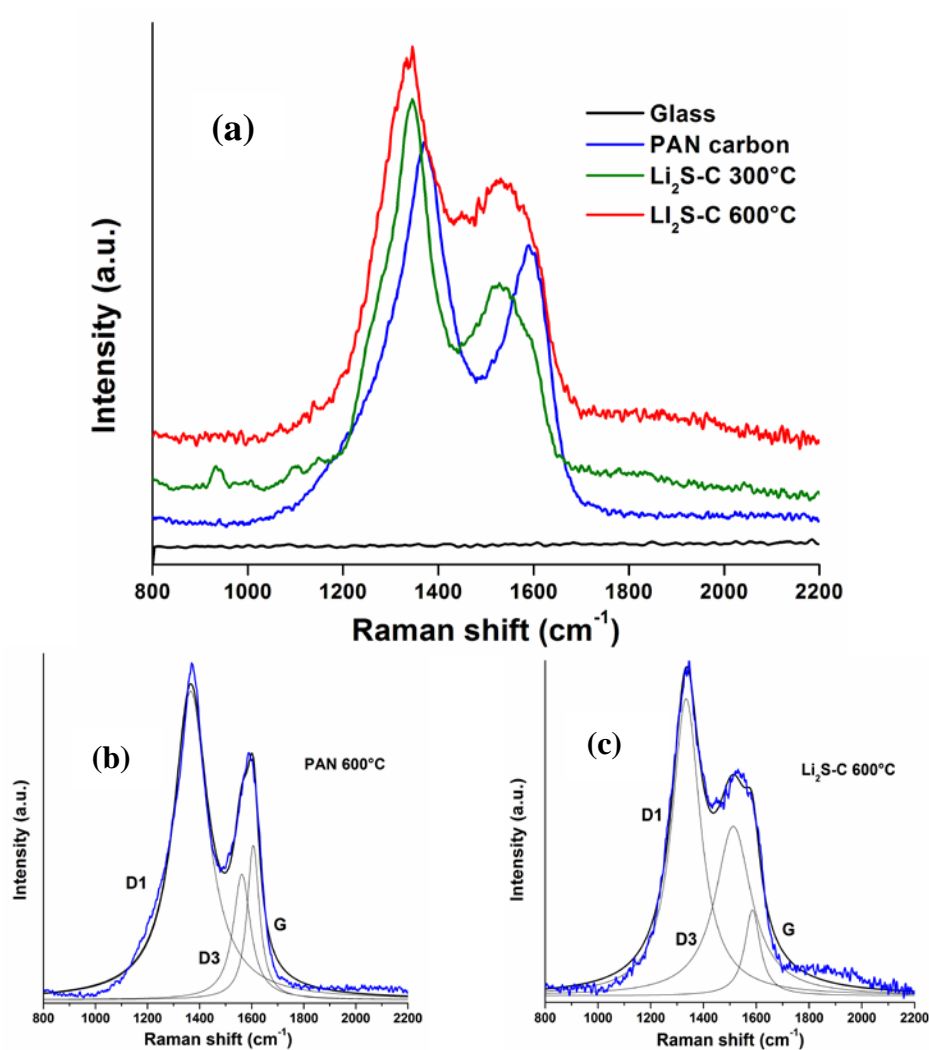 (a)
Glass
PAN carbon
Li₂S-C 300°C
LI₂S-C 600°C
Intensity (a.u.)
800 1000 1200 1400 1600 1800 2000 2200
Raman shift (cm⁻¹)
(b)
PAN 600°C
D1
D3
G
Intensity (a.u.)
800 1000 1200 1400 1600 1800 2000 2200
Raman shift (cm⁻¹)
(c)
Li₂S-C 600°C
D1
D3
G
Intensity (a.u.)
800 1000 1200 1400 1600 1800 2000 2200
Raman shift (cm⁻¹)